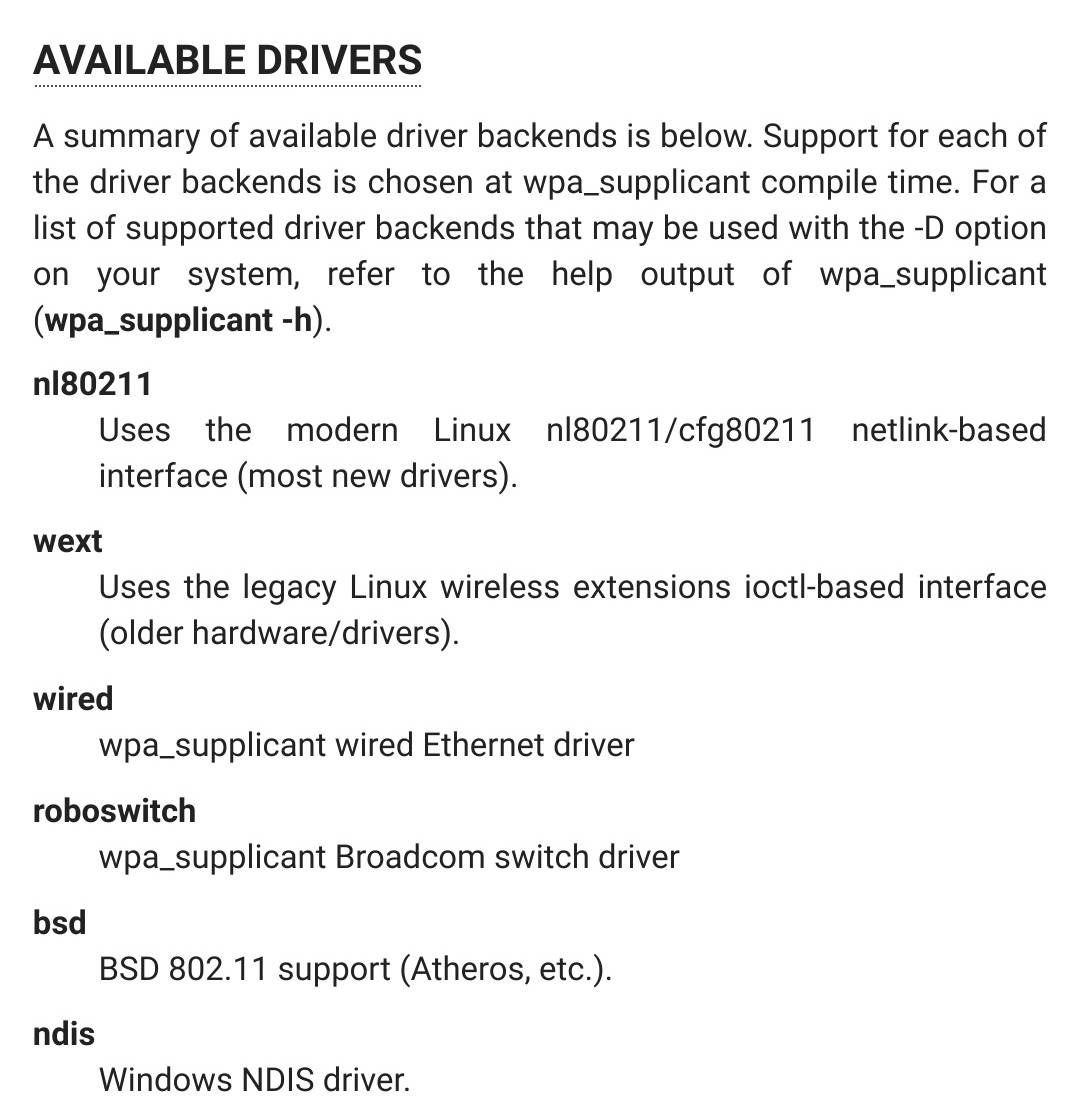 AVAILABLE DRIVERS
A summary of available driver backends is below. Support for each of
the driver backends is chosen at wpa_supplicant compile time. For a
list of supported driver backends that may be used with the -D option
on your system, refer to the help output of wpa_supplicant
(wpa_supplicant -h).
nl80211
Uses the modern Linux nl80211/cfg80211 netlink-based
interface (most new drivers).
wext
Uses the legacy Linux wireless extensions ioctl-based interface
(older hardware/drivers).
wired
wpa_supplicant wired Ethernet driver
roboswitch
wpa_supplicant Broadcom switch driver
bsd
BSD 802.11 support (Atheros, etc.).
ndis
Windows NDIS driver.